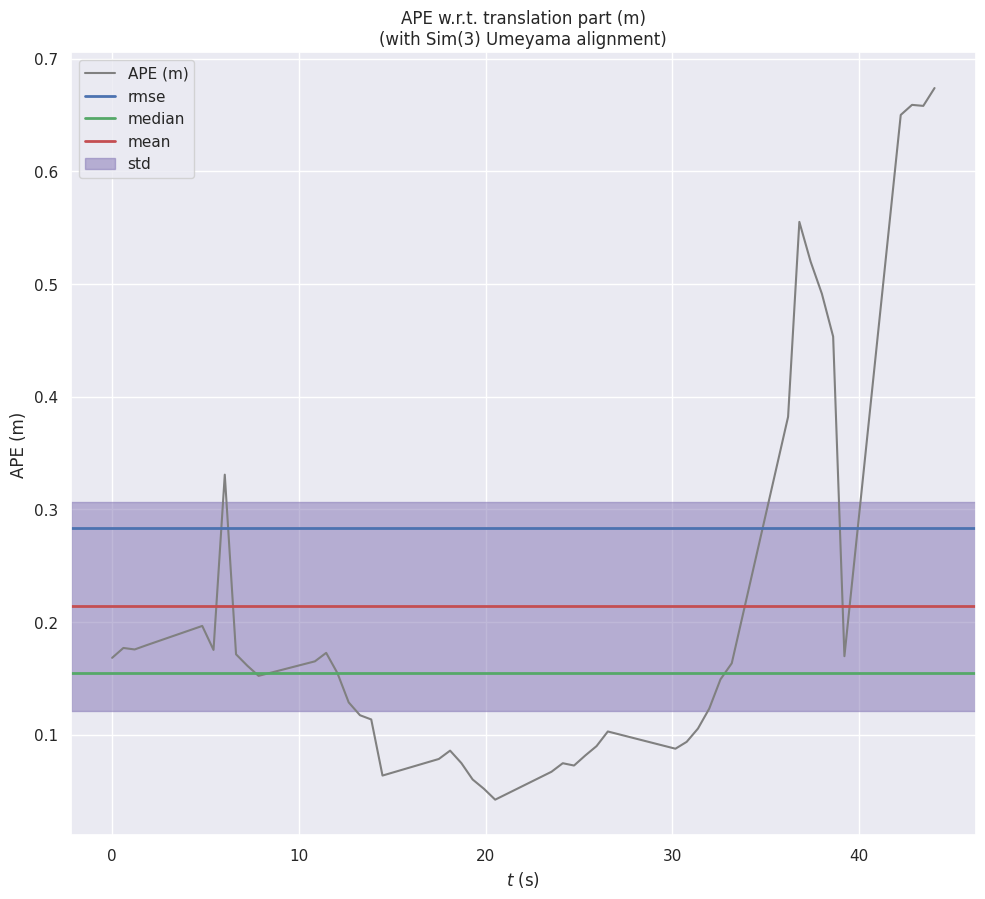 APE w.r.t. translation part (m)
(with Sim(3) Umeyama alignment)
APE (m)
rmse
median
mean
std
0.7
0.6
0.5
0.4
0.3
0.2
0.1
APE (m)
0 10 20 30 40
t (s)